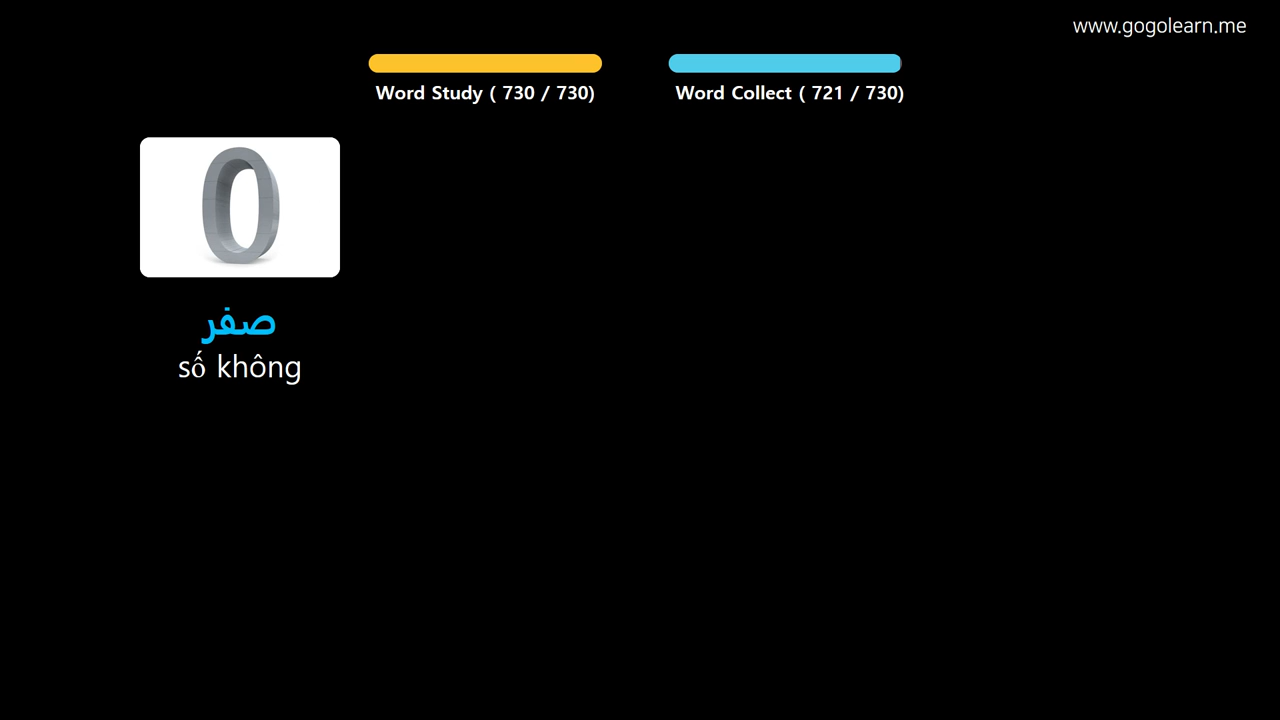 www.gogolearn.me
Word Study ( 730 / 730)
Word Collect ( 721 / 730)
0
صفر
số không